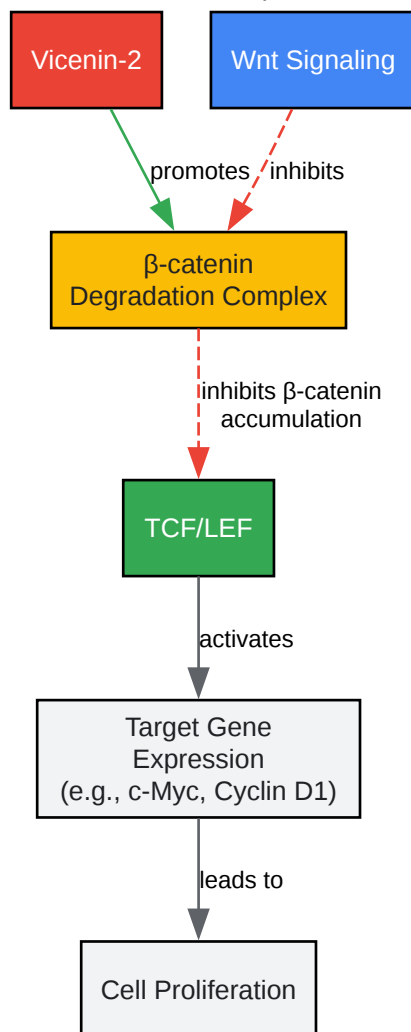 Vicenin-2
Wnt Signaling
promotes
inhibits
β-catenin
Degradation Complex
inhibits β-catenin
accumulation
TCF/LEF
activates
Target Gene
Expression
(e.g., c-Myc, Cyclin D1)
leads to
Cell Proliferation